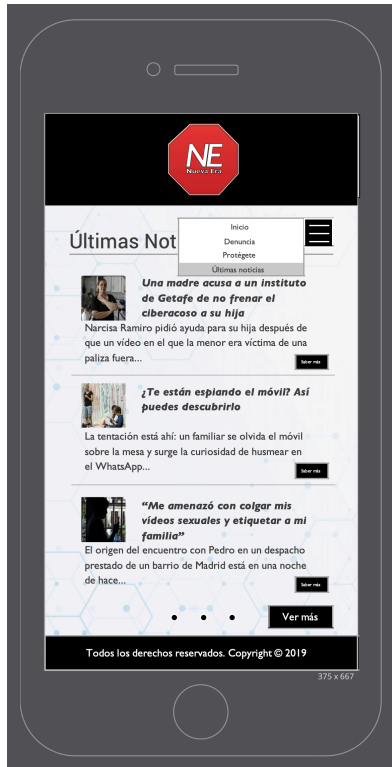 NE
Nueva Era
Inicio
Denuncia
Protégete
Últimas noticias
Últimas Not
Una madre acusa a un instituto
de Getafe de no frenar el
ciberacoso a su hija
Narcisa Ramiro pidió ayuda para su hija después de
que un vídeo en el que la menor era víctima de una
paliza fuera...
Saber más
¿Te están espiando el móvil? Así
puedes descubrirlo
La tentación está ahí: un familiar se olvida el móvil
sobre la mesa y surge la curiosidad de husmear en
el WhatsApp...
Saber más
“Me amenazó con colgar mis
vídeos sexuales y etiquetar a mi
familia”
El origen del encuentro con Pedro en un despacho
prestado de un barrio de Madrid está en una noche
de hace...
Saber más
Ver más
Todos los derechos reservados. Copyright © 2019
375 x 667